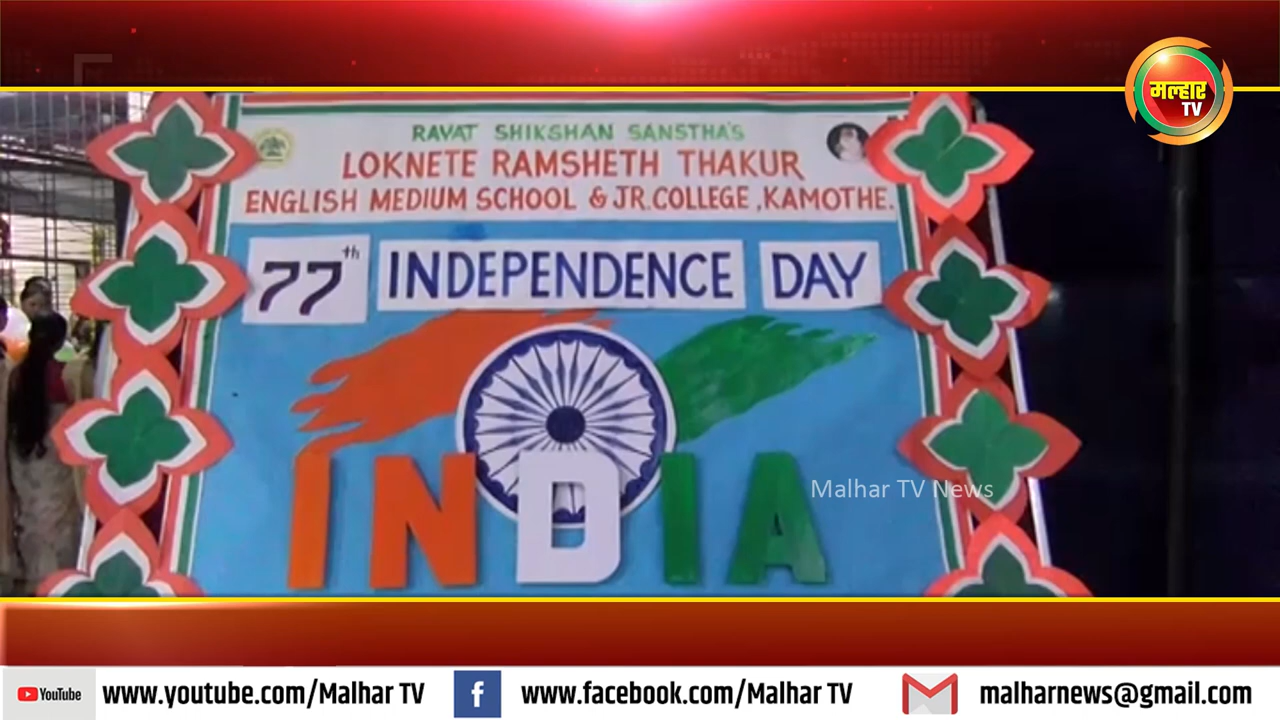 मल्हार
TV
RAVAT SHIKSHAN SANSTHA'S
LOKNETE RAMSHETH THAKUR
ENGLISH MEDIUM SCHOOL & JR.COLLEGE, KAMOTHE.
77th INDEPENDENCE DAY
INDIA
Malhar TV News
YouTube www.youtube.com/Malhar TV f www.facebook.com/Malhar TV malharnews@gmail.com